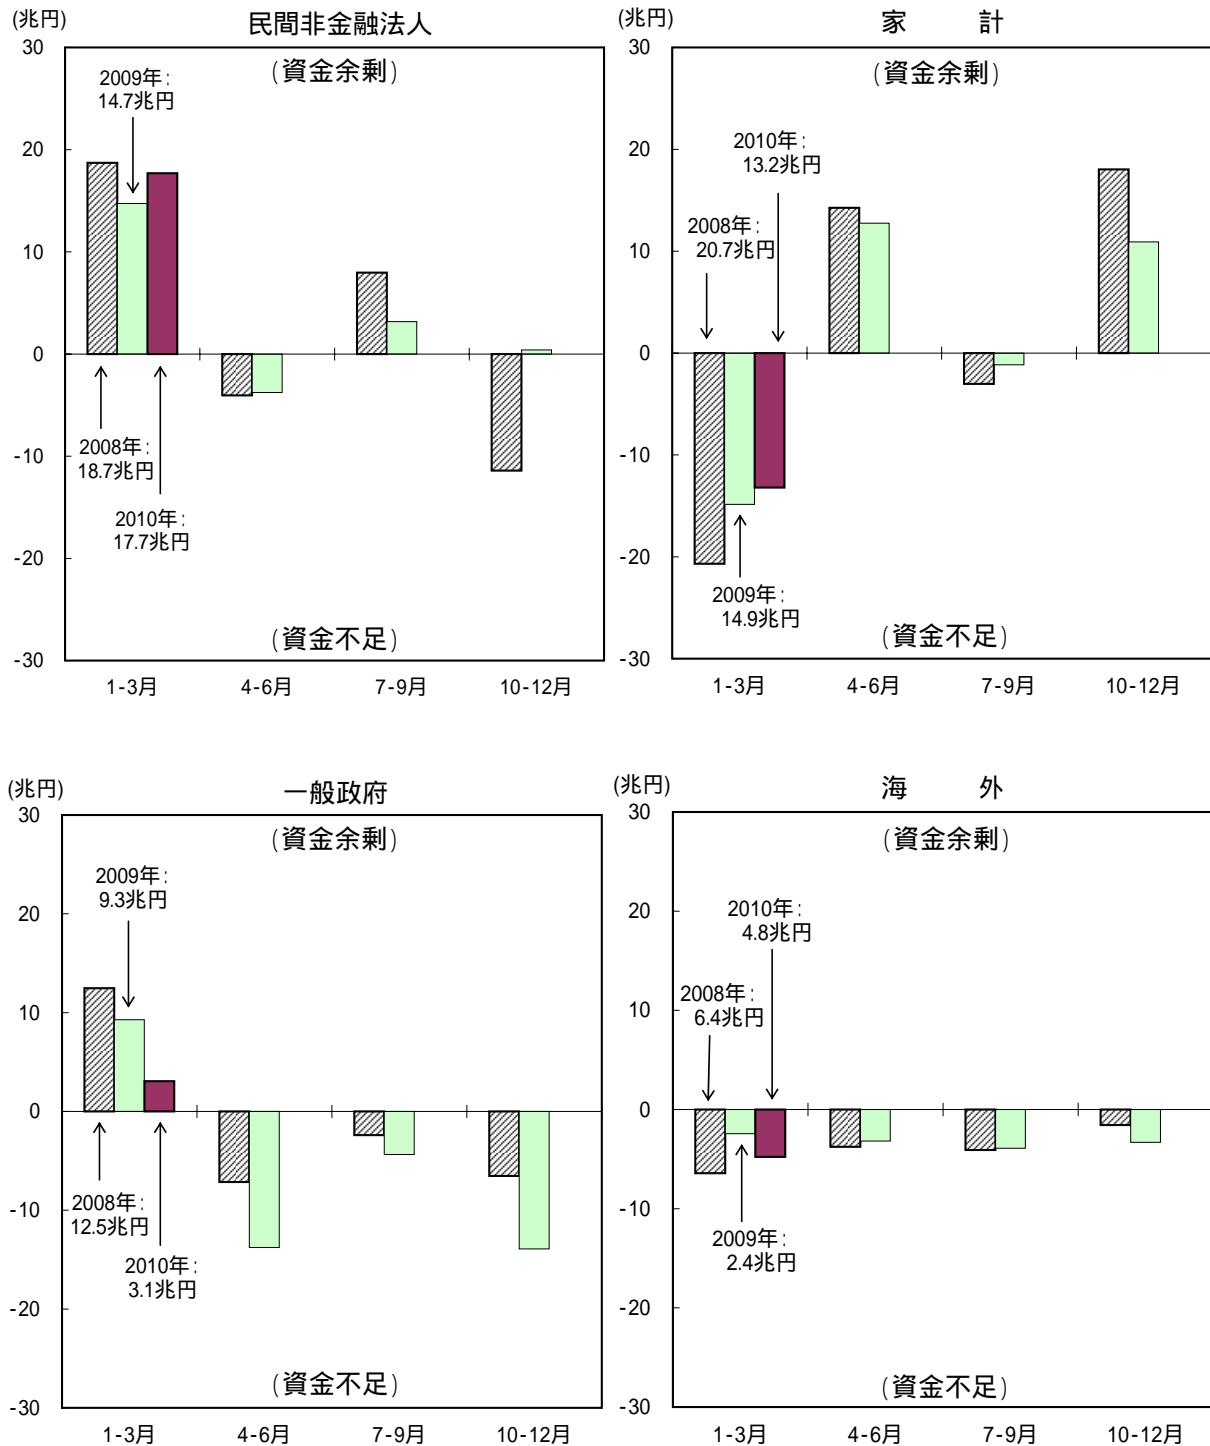 (兆円)
民間非金融法人
(資金余剰)
30
20
10
0
-10
-20
-30
2009年:
14.7兆円
2008年:
18.7兆円
2010年:
17.7兆円
(資金不足)
1-3月
4-6月
7-9月
10-12月
(兆円)
家 計
(資金余剰)
30
20
10
0
-10
-20
-30
2010年:
13.2兆円
2008年:
20.7兆円
2009年:
14.9兆円
(資金不足)
1-3月
4-6月
7-9月
10-12月
(兆円)
一般政府
(資金余剰)
30
20
10
0
-10
-20
-30
2009年:
9.3兆円
2008年:
12.5兆円
2010年:
3.1兆円
(資金不足)
1-3月
4-6月
7-9月
10-12月
(兆円)
海 外
(資金余剰)
30
20
10
0
-10
-20
-30
2010年:
4.8兆円
2008年:
6.4兆円
2009年:
2.4兆円
(資金不足)
1-3月
4-6月
7-9月
10-12月